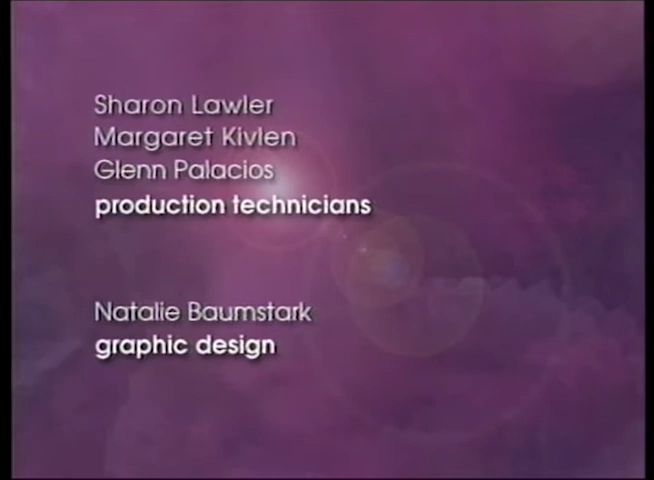 Sharon Lawler
Margaret Kivlen
Glenn Palacios
production technicians
Natalie Baumstark
graphic design